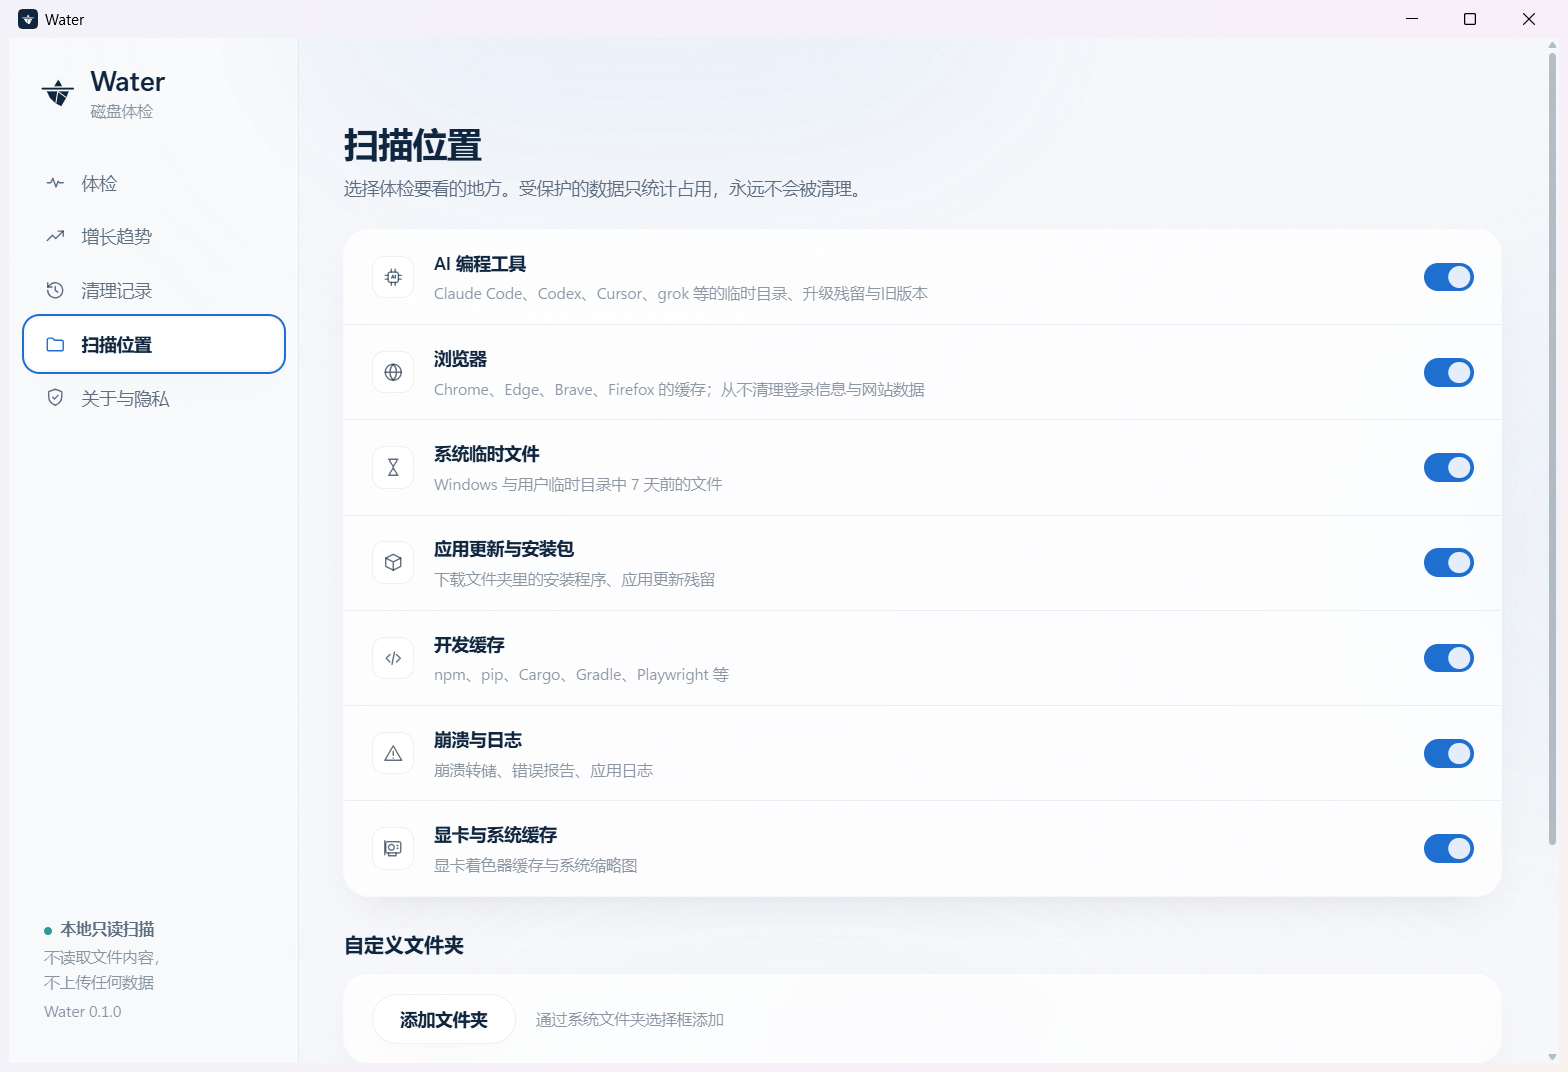 Water
Water
磁盘体检
体检
增长趋势
清理记录
扫描位置
关于与隐私
本地只读扫描
不读取文件内容，
不上传任何数据
Water 0.1.0
扫描位置
选择体检要看的地方。受保护的数据只统计占用，永远不会被清理。
AI 编程工具
Claude Code、Codex、Cursor、grok 等的临时目录、升级残留与旧版本
浏览器
Chrome、Edge、Brave、Firefox 的缓存；从不清理登录信息与网站数据
系统临时文件
Windows 与用户临时目录中 7 天前的文件
应用更新与安装包
下载文件夹里的安装程序、应用更新残留
开发缓存
npm、pip、Cargo、Gradle、Playwright 等
崩溃与日志
崩溃转储、错误报告、应用日志
显卡与系统缓存
显卡着色器缓存与系统缩略图
自定义文件夹
添加文件夹
通过系统文件夹选择框添加